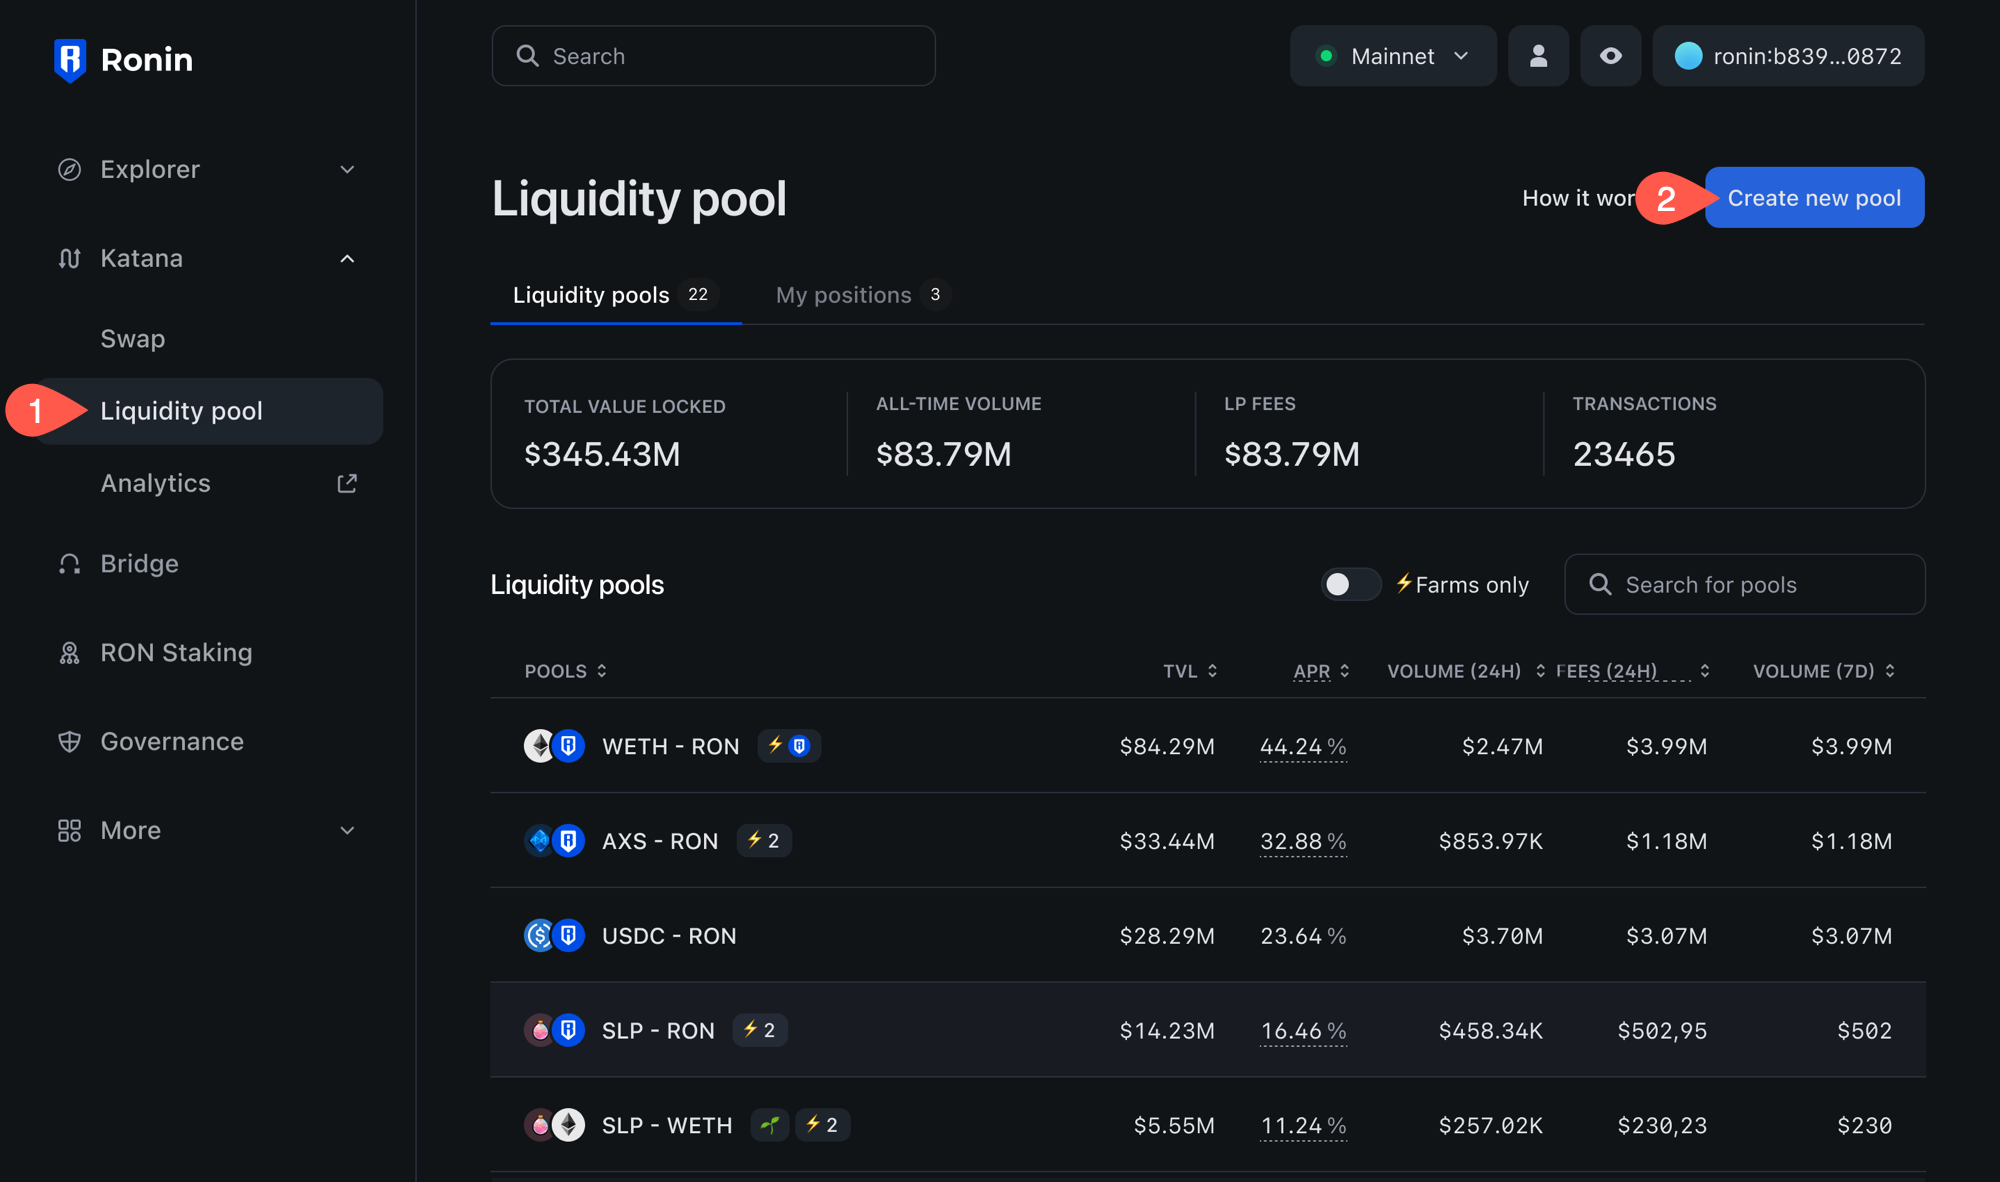 Ronin
Search
Mainnet
ronin:b839...0872
Explorer
Katana
Swap
1
Liquidity pool
Analytics
Bridge
RON Staking
Governance
More
Liquidity pool
How it wor
2
Create new pool
Liquidity pools 22
My positions 3
TOTAL VALUE LOCKED
$345.43M
ALL-TIME VOLUME
$83.79M
LP FEES
$83.79M
TRANSACTIONS
23465
Liquidity pools
Farms only
Search for pools
POOLS TVL APR VOLUME (24H) FEES (24H) VOLUME (7D)
WETH - RON $84.29M 44.24 % $2.47M $3.99M $3.99M
AXS - RON 2 $33.44M 32.88 % $853.97K $1.18M $1.18M
USDC - RON $28.29M 23.64 % $3.70M $3.07M $3.07M
SLP - RON 2 $14.23M 16.46 % $458.34K $502,95 $502
SLP - WETH 2 $5.55M 11.24 % $257.02K $230,23 $230